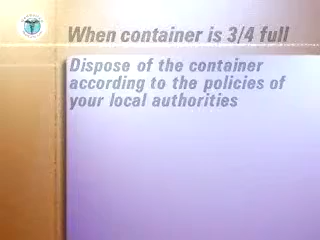 When container is 3/4 full
Dispose of the container
according to the policies of
your local authorities